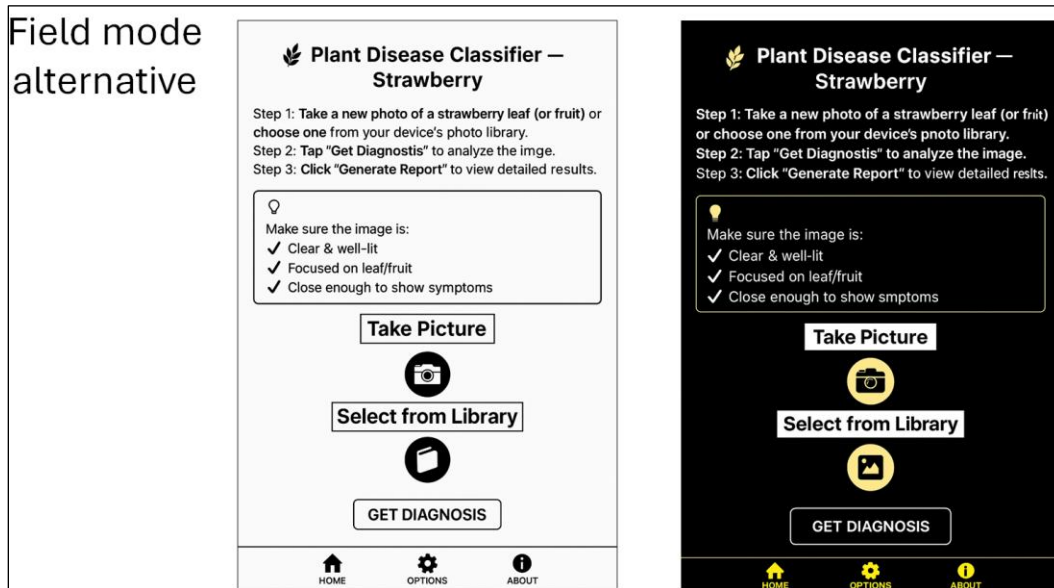 Field mode
alternative
Plant Disease Classifier —
Strawberry
Step 1: Take a new photo of a strawberry leaf (or fruit) or
choose one from your device's photo library.
Step 2: Tap "Get Diagnostis" to analyze the imge.
Step 3: Click "Generate Report" to view detailed results.
Make sure the image is:
✓ Clear & well-lit
✓ Focused on leaf/fruit
✓ Close enough to show symptoms
Take Picture
Select from Library
GET DIAGNOSIS
HOME OPTIONS ABOUT
Plant Disease Classifier —
Strawberry
Step 1: Take a new photo of a strawberry leaf (or friit)
or choose one from your device's pnoto library.
Step 2: Tap "Get Diagnostis" to analyze the image.
Step 3: Click "Generate Report" to view detailed reslts.
Make sure the image is:
✓ Clear & well-lit
✓ Focused on leaf/fruit
✓ Close enough to show smptoms
Take Picture
Select from Library
GET DIAGNOSIS
HOME OPTIONS ABOUT